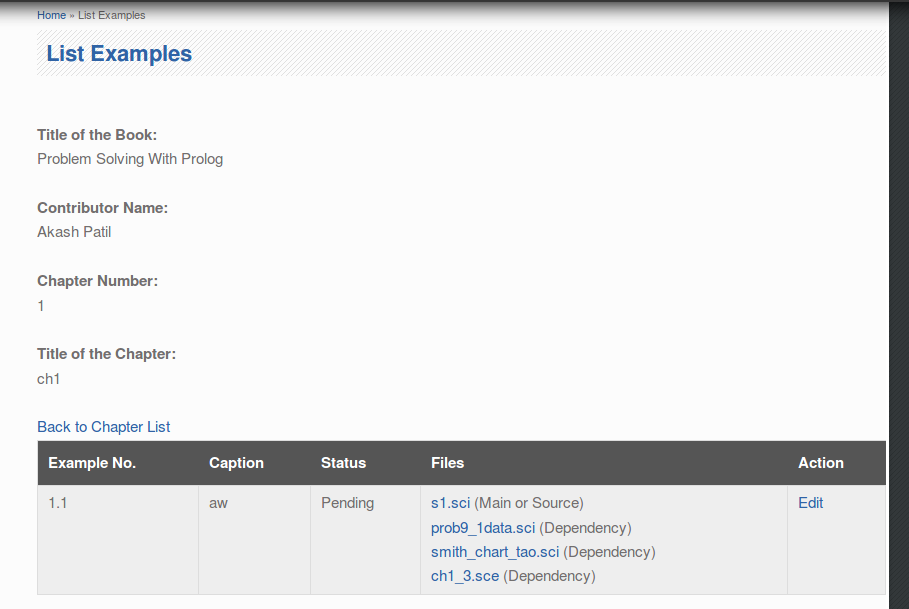 Home » List Examples
List Examples
Title of the Book:
Problem Solving With Prolog
Contributor Name:
Akash Patil
Chapter Number:
1
Title of the Chapter:
ch1
Back to Chapter List
Example No. Caption Status Files Action
1.1 aw Pending s1.sci (Main or Source) Edit
prob9_1data.sci (Dependency)
smith_chart_tao.sci (Dependency)
ch1_3.sce (Dependency)